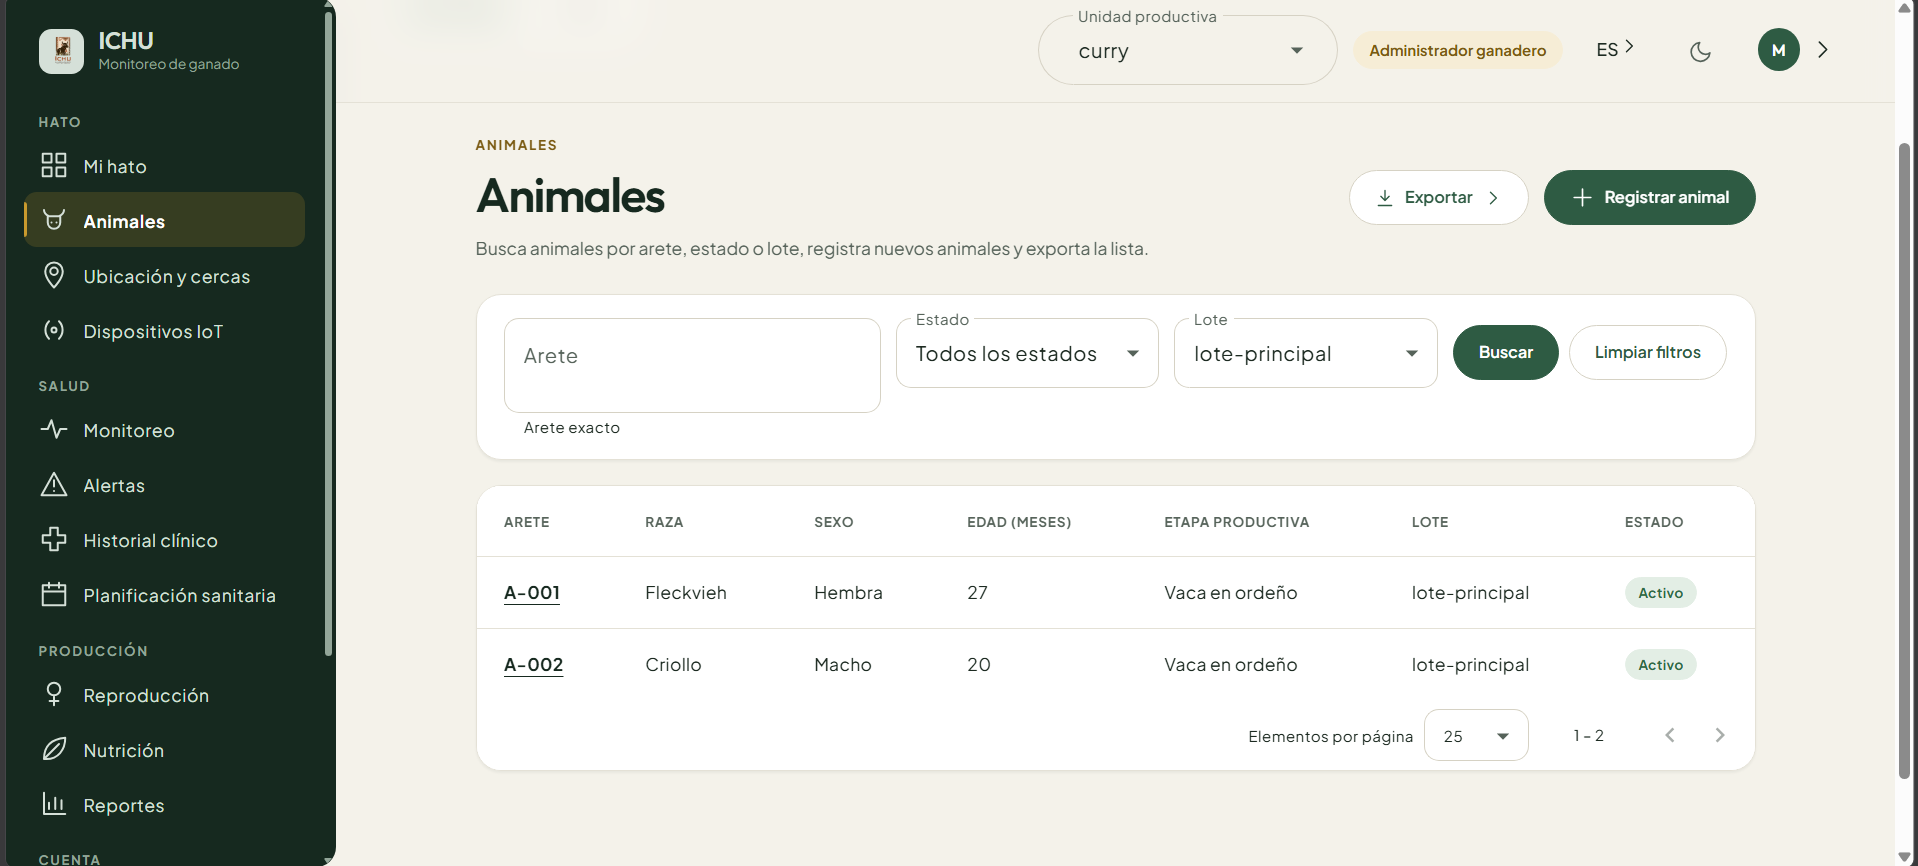 ICHU
Monitoreo de ganado
HATO
Mi hato
Animales
Ubicación y cercas
Dispositivos IoT
SALUD
Monitoreo
Alertas
Historial clínico
Planificación sanitaria
PRODUCCIÓN
Reproducción
Nutrición
Reportes
CUENTA
Unidad productiva
curry
Administrador ganadero
ES
M
ANIMALES
Animales
Exportar
Registrar animal
Busca animales por arete, estado o lote, registra nuevos animales y exporta la lista.
Arete
Arete exacto
Estado
Todos los estados
Lote
lote-principal
Buscar
Limpiar filtros
ARETE RAZA SEXO EDAD (MESES) ETAPA PRODUCTIVA LOTE ESTADO
A-001 Fleckvieh Hembra 27 Vaca en ordeño lote-principal Activo
A-002 Criollo Macho 20 Vaca en ordeño lote-principal Activo
Elementos por página 25 1 – 2